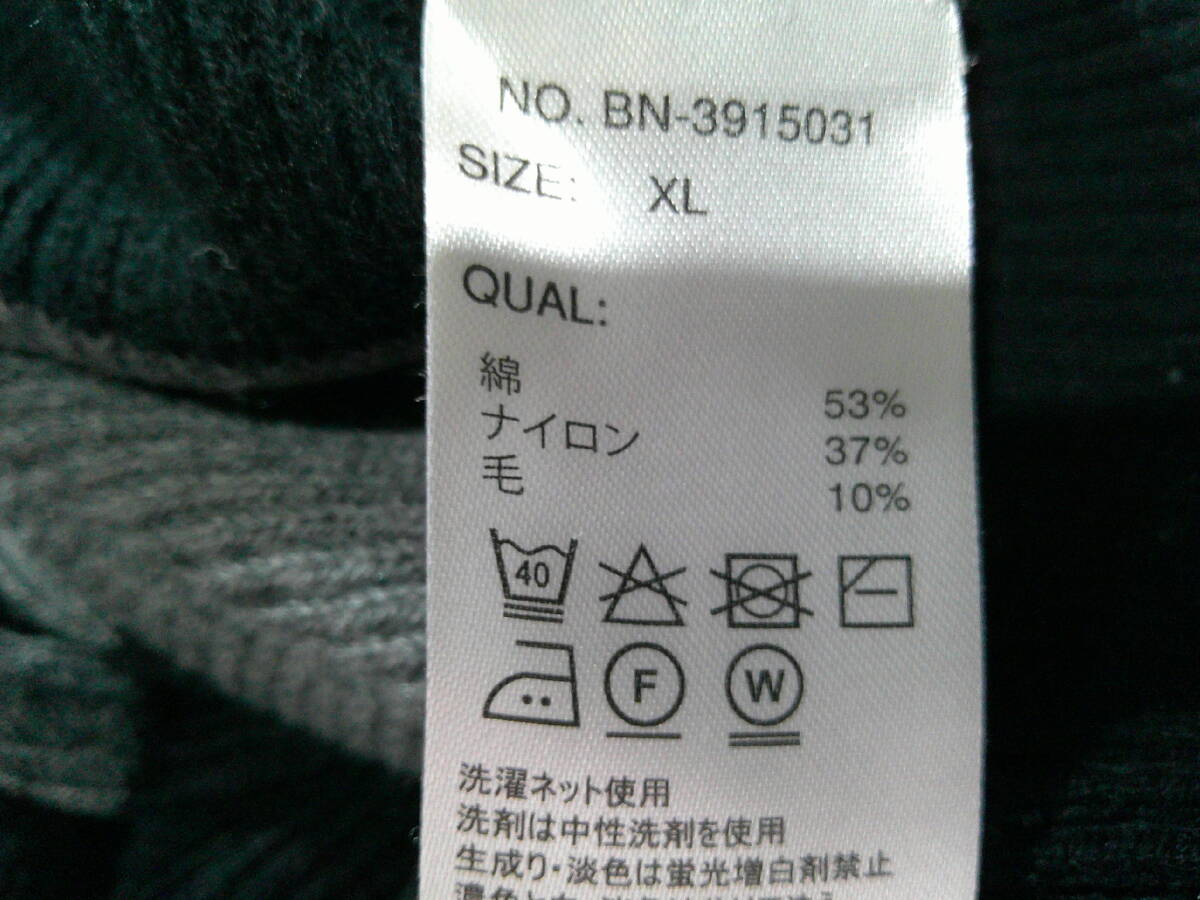 NO. BN-3915031
SIZE: XL
QUAL:
綿 53%
ナイロン 37%
毛 10%
40
F W
洗濯ネット使用
洗剤は中性洗剤を使用
生成り・淡色は蛍光増白剤禁止